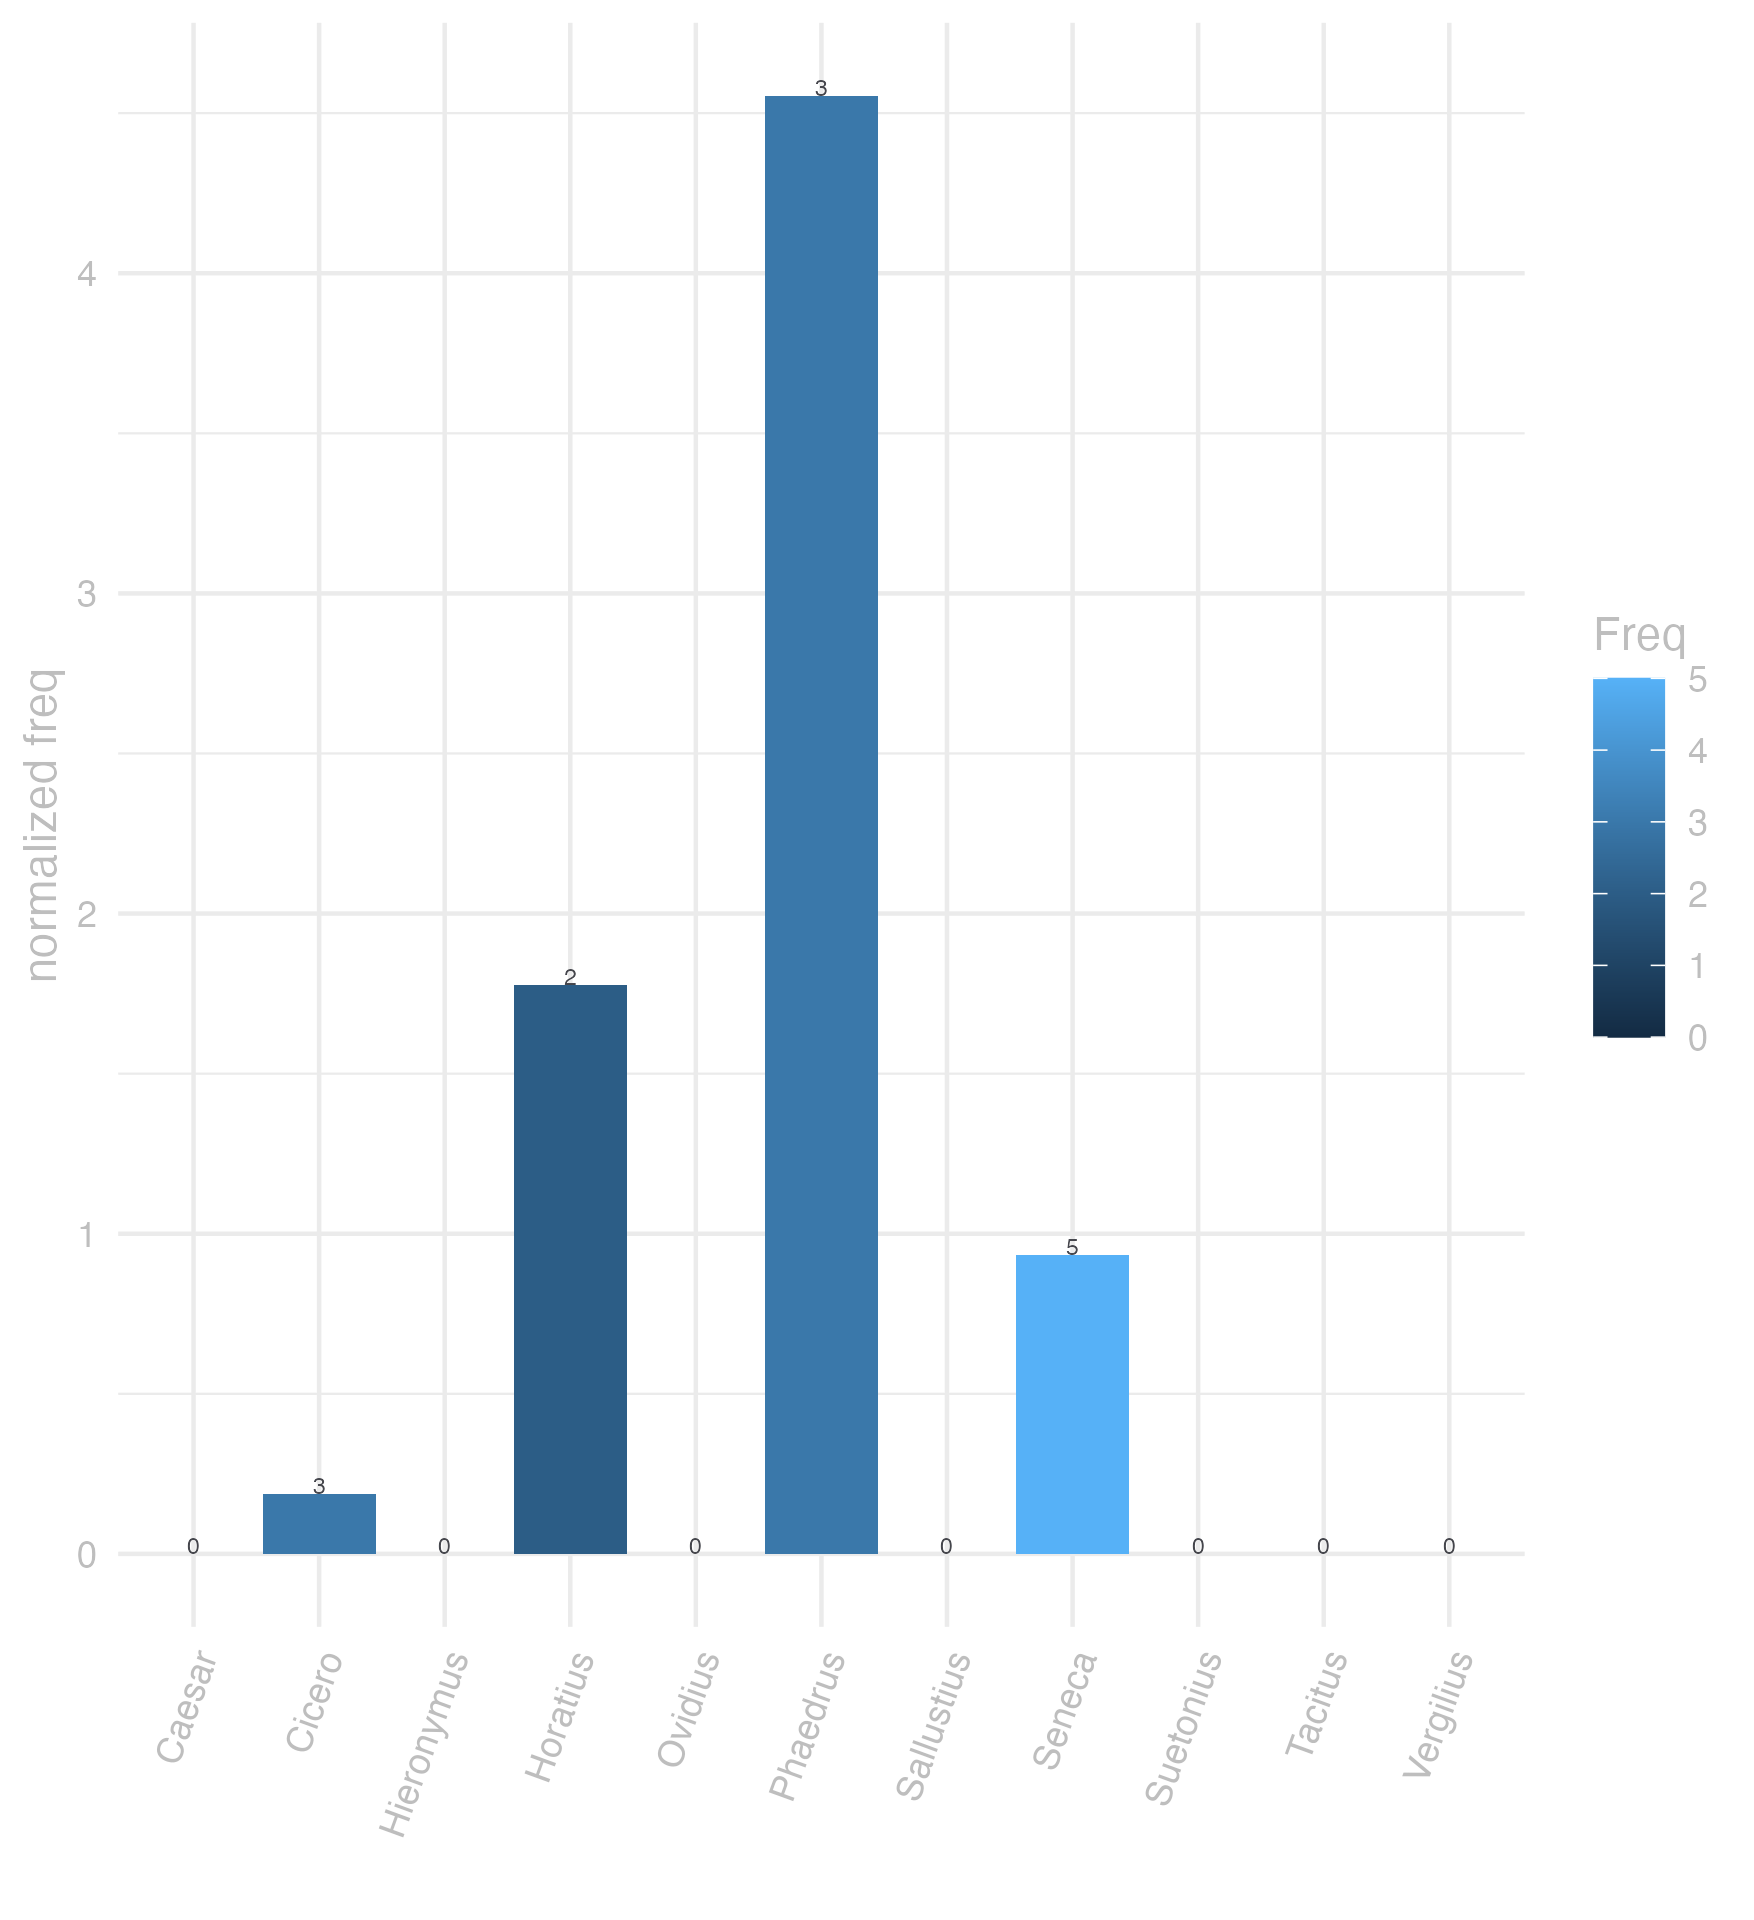 3
4
3
2
2
1
5
3
0
0
0
0
0
0
0
0
normalized freq
Caesar
Cicero
Hieronymus
Horatius
Ovidius
Phaedrus
Sallustius
Seneca
Suetonius
Tacitus
Vergilius
Freq
5
4
3
2
1
0